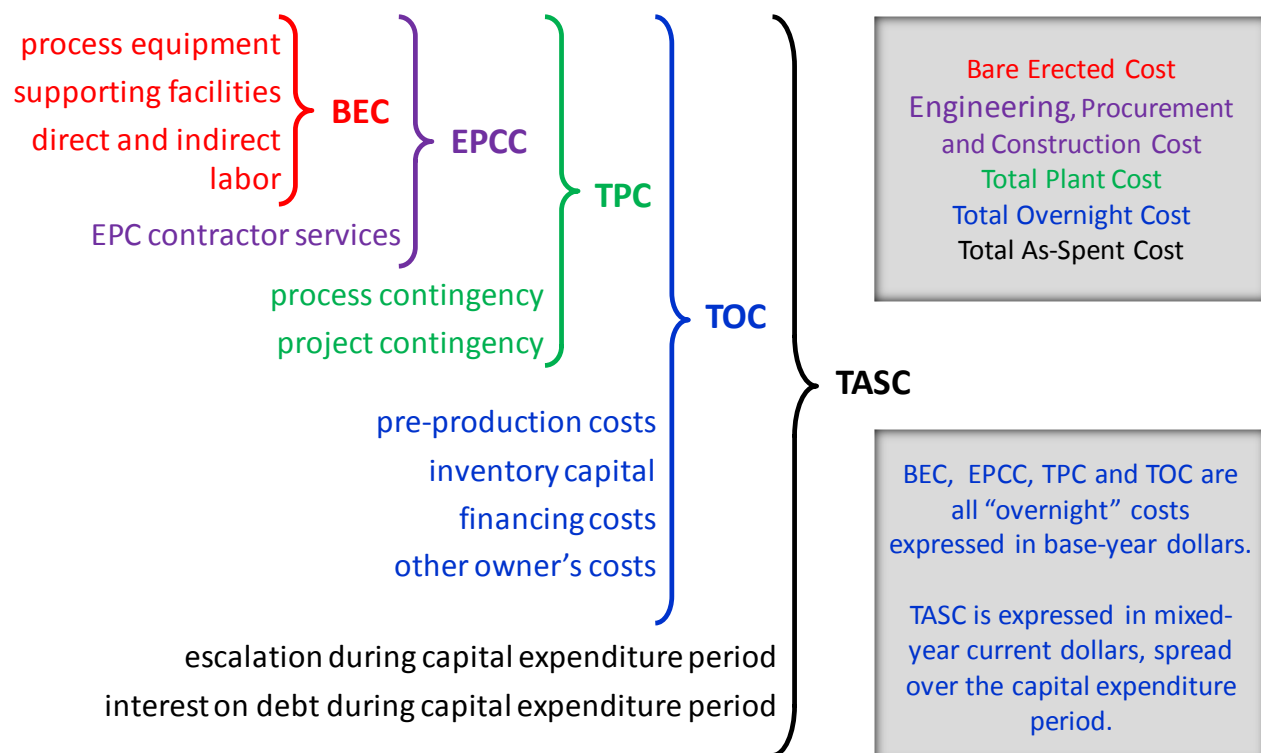 process equipment
supporting facilities
direct and indirect
labor
BEC
EPC contractor services
EPCC
process contingency
project contingency
TPC
pre-production costs
inventory capital
financing costs
other owner's costs
TOC
escalation during capital expenditure period
interest on debt during capital expenditure period
TASC
Bare Erected Cost
Engineering, Procurement
and Construction Cost
Total Plant Cost
Total Overnight Cost
Total As-Spent Cost
BEC, EPCC, TPC and TOC are
all “overnight” costs
expressed in base-year dollars.
TASC is expressed in mixed-
year current dollars, spread
over the capital expenditure
period.